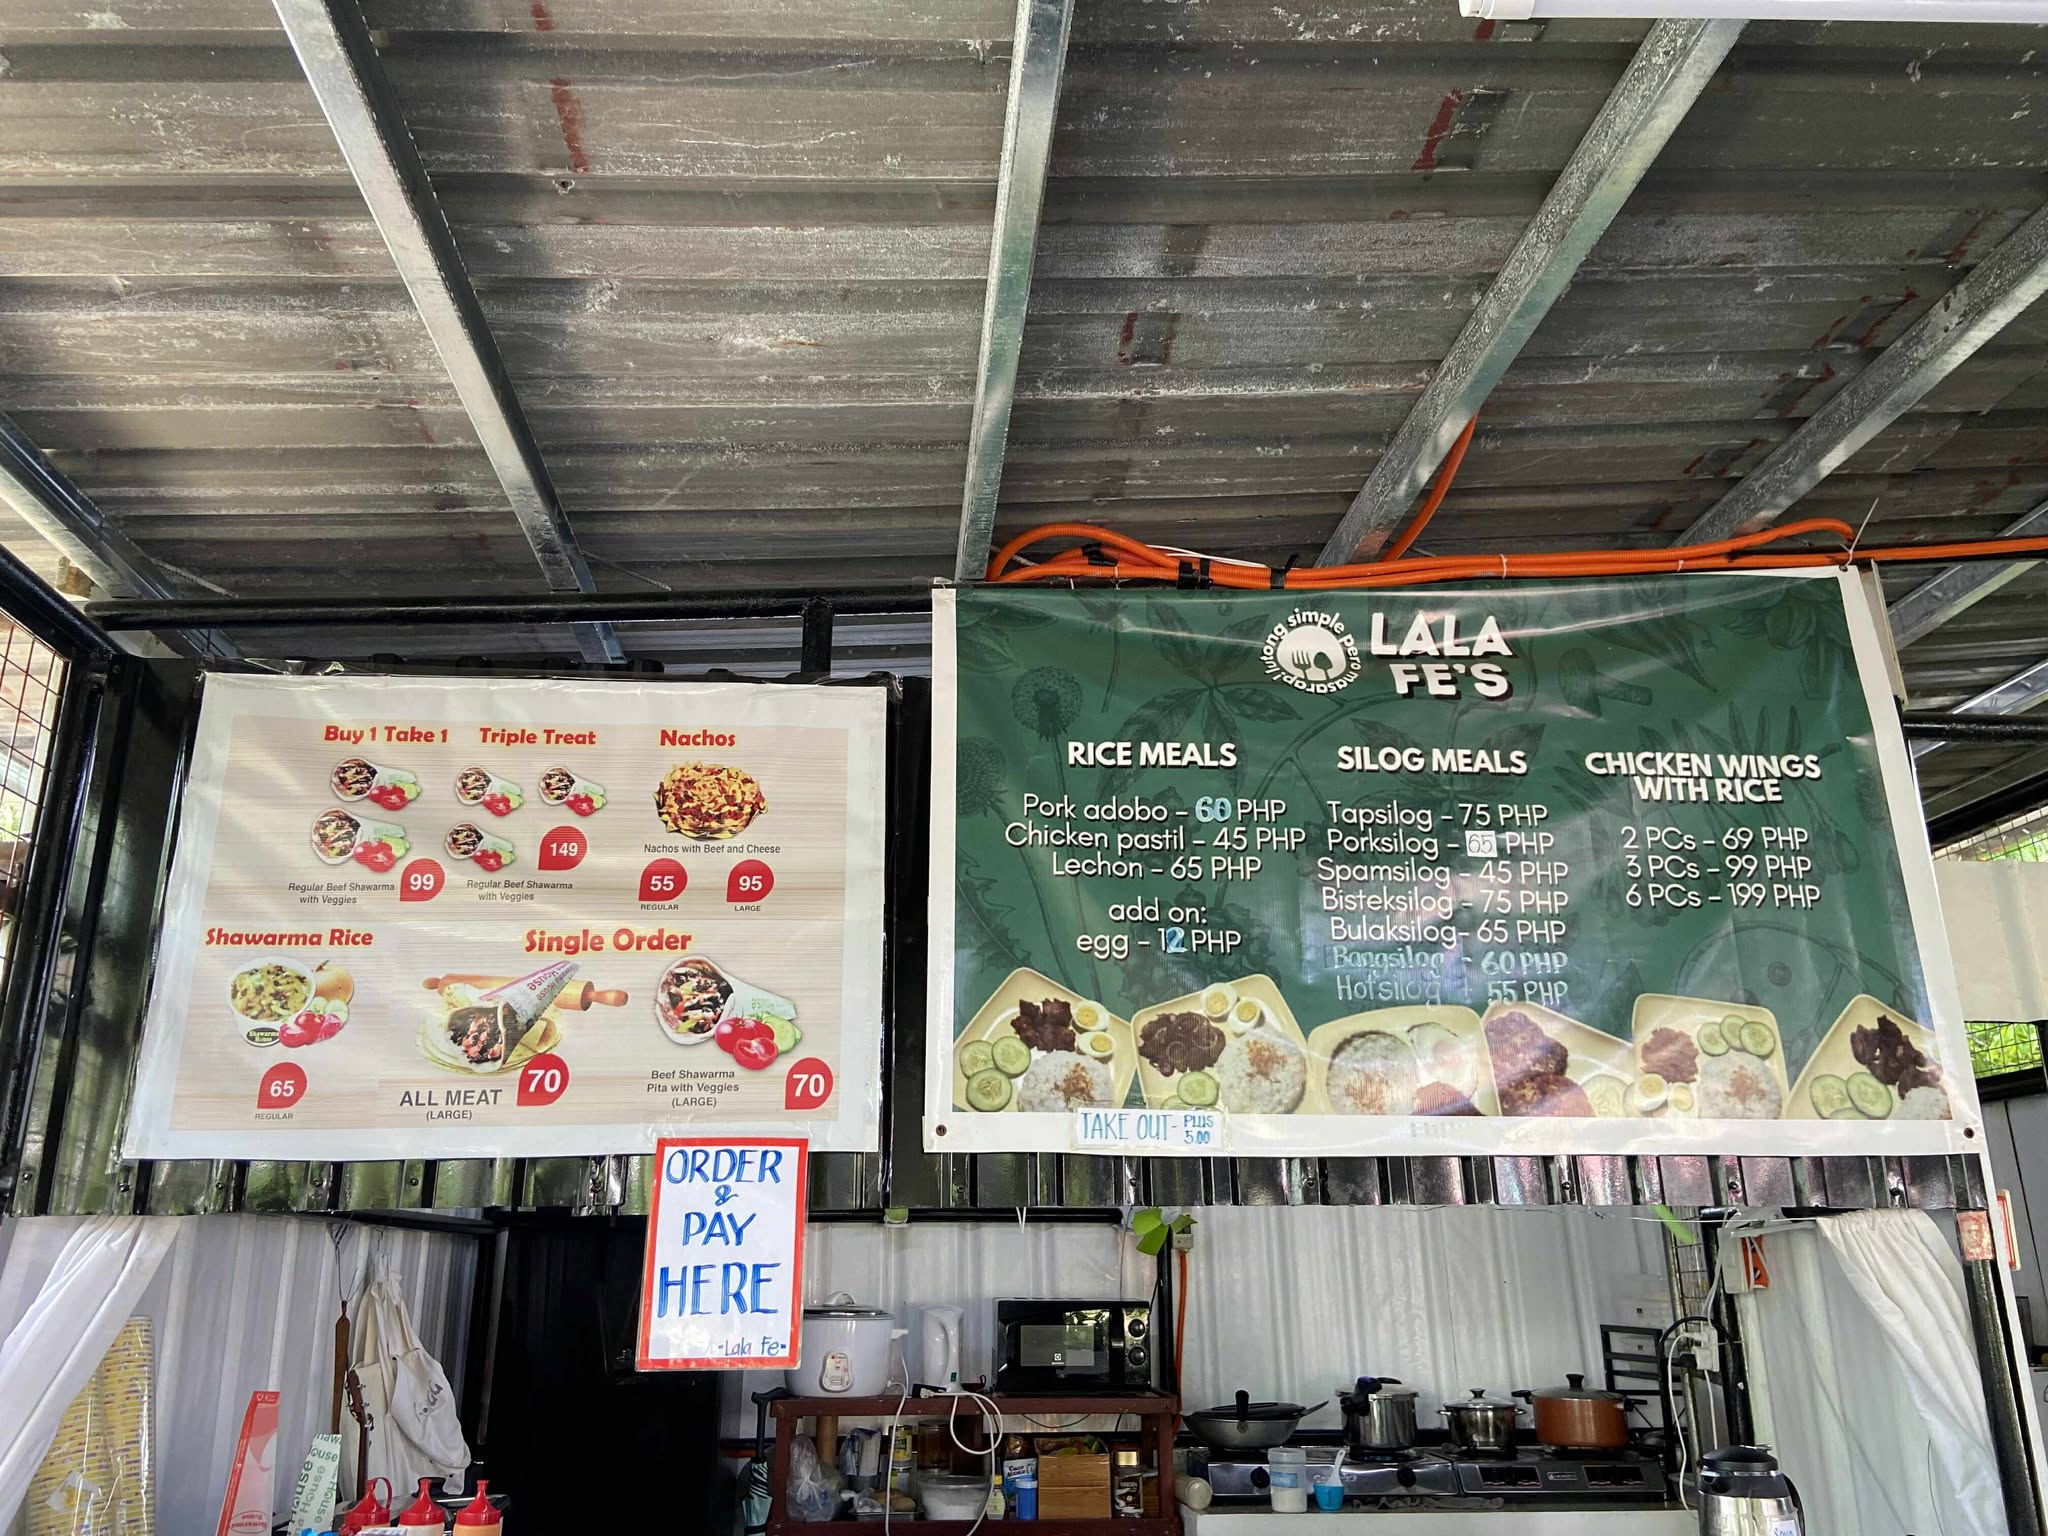 Buy 1 Take 1
Regular Beef Shawarma
with Veggies
99
Triple Treat
149
Regular Beef Shawarma
with Veggies
Nachos
Nachos with Beef and Cheese
55
REGULAR
95
LARGE
Shawarma Rice
Shawarma
House
65
REGULAR
Single Order
House
ALL MEAT
(LARGE)
70
House
Beef Shawarma
Pita with Veggies
(LARGE)
70
ORDER
&
PAY
HERE
-Lala Fe-
lutong simple pero masarap!
LALA
FE'S
RICE MEALS
Pork adobo – 60 PHP
Chicken pastil – 45 PHP
Lechon – 65 PHP
add on:
egg – 12 PHP
SILOG MEALS
Tapsilog – 75 PHP
Porksilog – 65 PHP
Spamsilog – 45 PHP
Bisteksilog – 75 PHP
Bulaksilog– 65 PHP
Bangsilog - 60 PHP
Hotsilog - 55 PHP
CHICKEN WINGS
WITH RICE
2 PCs – 69 PHP
3 PCs – 99 PHP
6 PCs – 199 PHP
TAKE OUT- PLUS
5.00
House